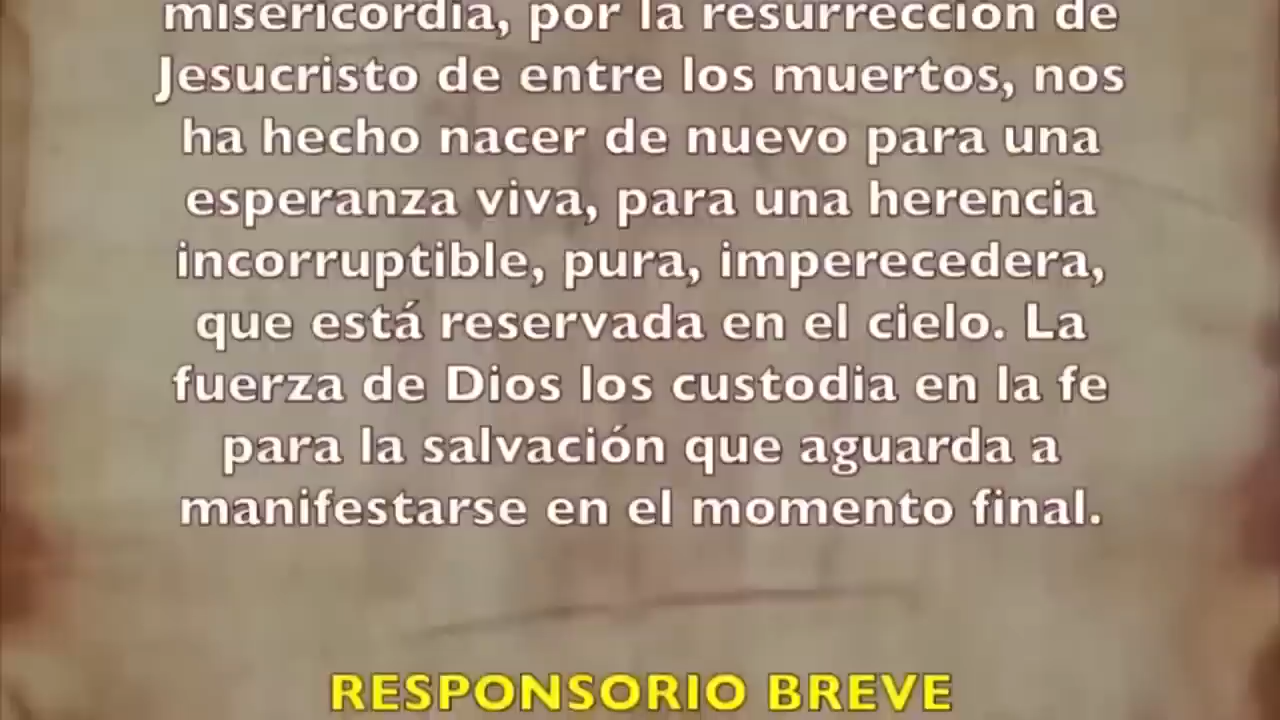 misericordia, por la resurrección de
Jesucristo de entre los muertos, nos
ha hecho nacer de nuevo para una
esperanza viva, para una herencia
incorruptible, pura, imperecedera,
que está reservada en el cielo. La
fuerza de Dios los custodia en la fe
para la salvación que aguarda a
manifestarse en el momento final.
RESPONSORIO BREVE